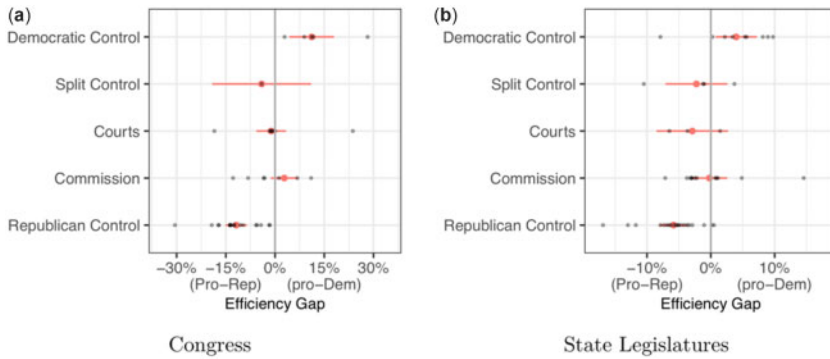 (a)
Democratic Control
Split Control
Courts
Commission
Republican Control
−30% −15% 0% 15% 30%
(Pro−Rep) (pro−Dem)
Efficiency Gap
Congress
(b)
Democratic Control
Split Control
Courts
Commission
Republican Control
−10% 0% 10%
(Pro−Rep) (pro−Dem)
Efficiency Gap
State Legislatures